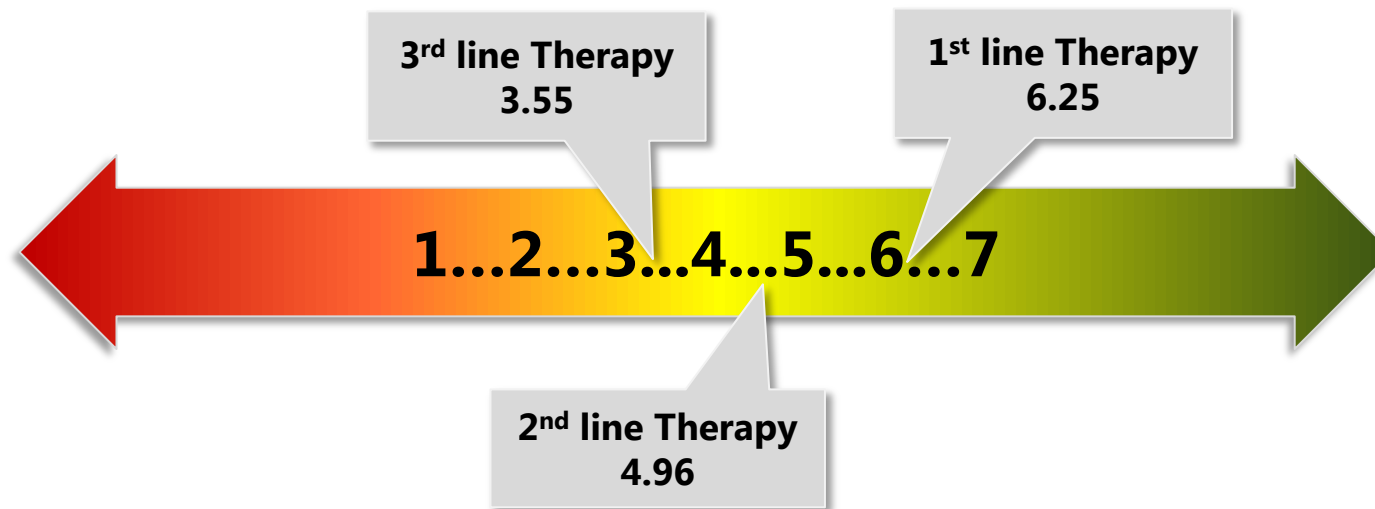 3rd line Therapy
3.55
1st line Therapy
6.25
1...2...3...4...5...6...7
2nd line Therapy
4.96